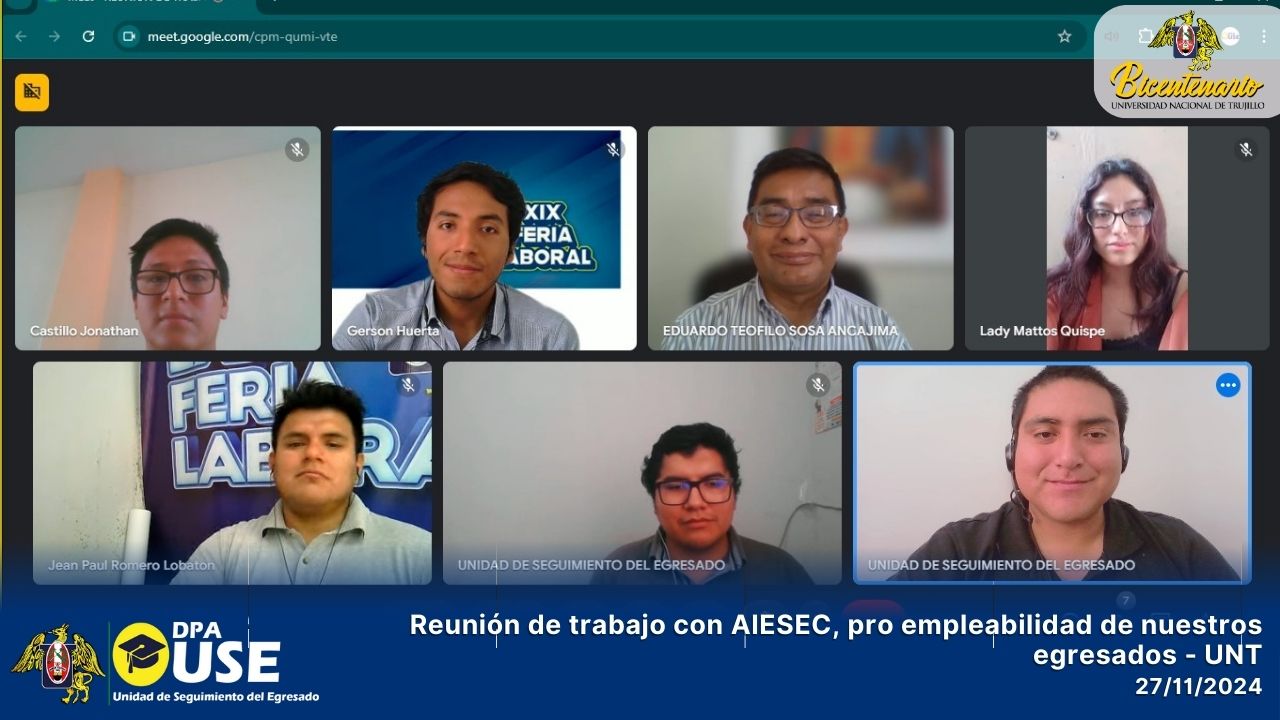 meet.google.com/cpm-qumi-vte
Bicentenario
UNIVERSIDAD NACIONAL DE TRUJILLO
Castillo Jonathan
XIX
FERIA
LABORAL
Gerson Huerta
EDUARDO TEOFILO SOSA ANCAJIMA
Lady Mattos Quispe
FERIA
LABORA
Jean Paul Romero Lobaton
UNIDAD DE SEGUIMIENTO DEL EGRESADO
UNIDAD DE SEGUIMIENTO DEL EGRESADO
7
DPA
USE
Unidad de Seguimiento del Egresado
Reunión de trabajo con AIESEC, pro empleabilidad de nuestros
egresados - UNT
27/11/2024